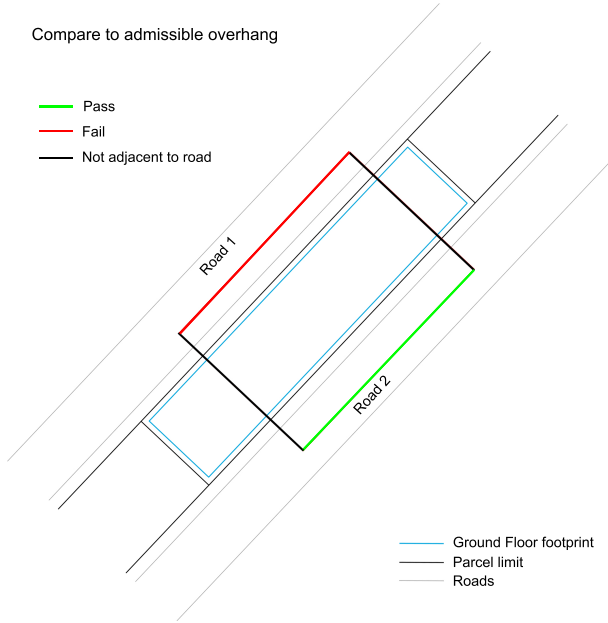 Compare to admissible overhang
Pass
Fail
Not adjacent to road
Road 1
Road 2
Ground Floor footprint
Parcel limit
Roads